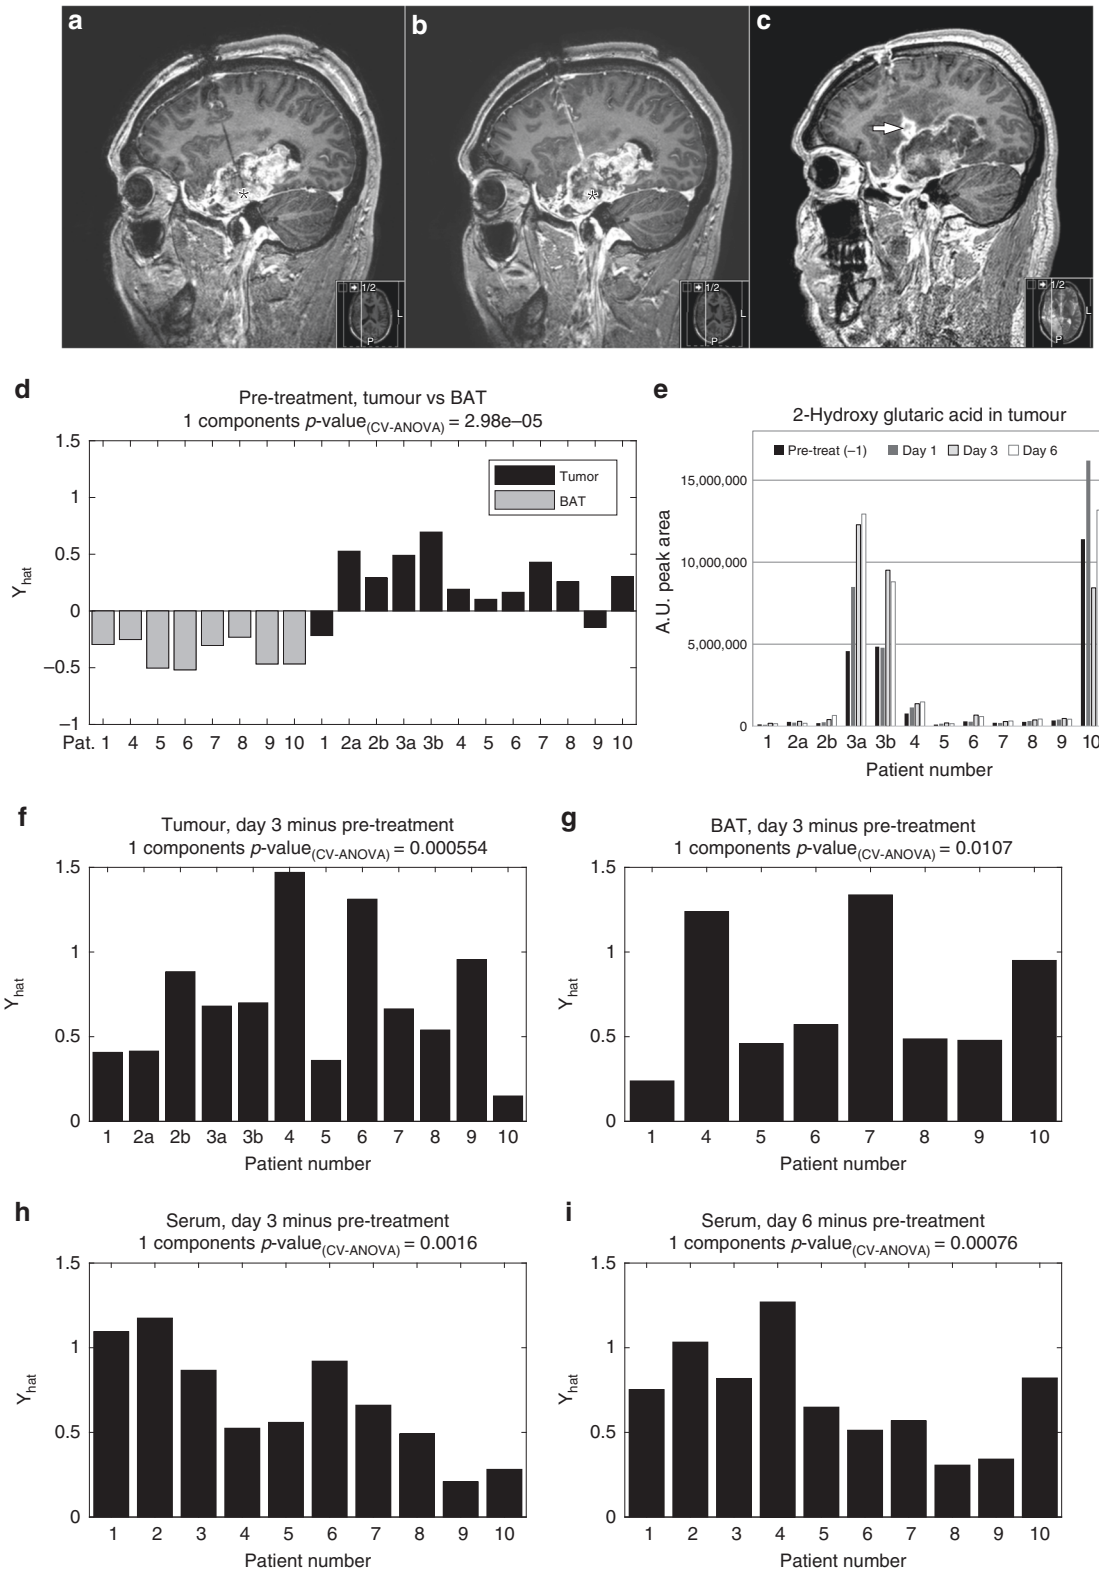 a
b
c
*
*
1/2
L
P
1/2
L
P
1/2
L
P
d
Pre-treatment, tumour vs BAT
1 components p-value(CV-ANOVA) = 2.98e–05
1.5
1
0.5
0
–0.5
–1
Yhat
Tumor
BAT
Pat. 1 4 5 6 7 8 9 10 1 2a 2b 3a 3b 4 5 6 7 8 9 10
e
2-Hydroxy glutaric acid in tumour
Pre-treat (–1) Day 1 Day 3 Day 6
15,000,000
10,000,000
5,000,000
0
A.U. peak area
1 2a 2b 3a 3b 4 5 6 7 8 9 10
Patient number
f
Tumour, day 3 minus pre-treatment
1 components p-value(CV-ANOVA) = 0.000554
1.5
1
0.5
0
Yhat
1 2a 2b 3a 3b 4 5 6 7 8 9 10
Patient number
g
BAT, day 3 minus pre-treatment
1 components p-value(CV-ANOVA) = 0.0107
1.5
1
0.5
0
Yhat
1 4 5 6 7 8 9 10
Patient number
h
Serum, day 3 minus pre-treatment
1 components p-value(CV-ANOVA) = 0.0016
1.5
1
0.5
0
Yhat
1 2 3 4 5 6 7 8 9 10
Patient number
i
Serum, day 6 minus pre-treatment
1 components p-value(CV-ANOVA) = 0.00076
1.5
1
0.5
0
Yhat
1 2 3 4 5 6 7 8 9 10
Patient number